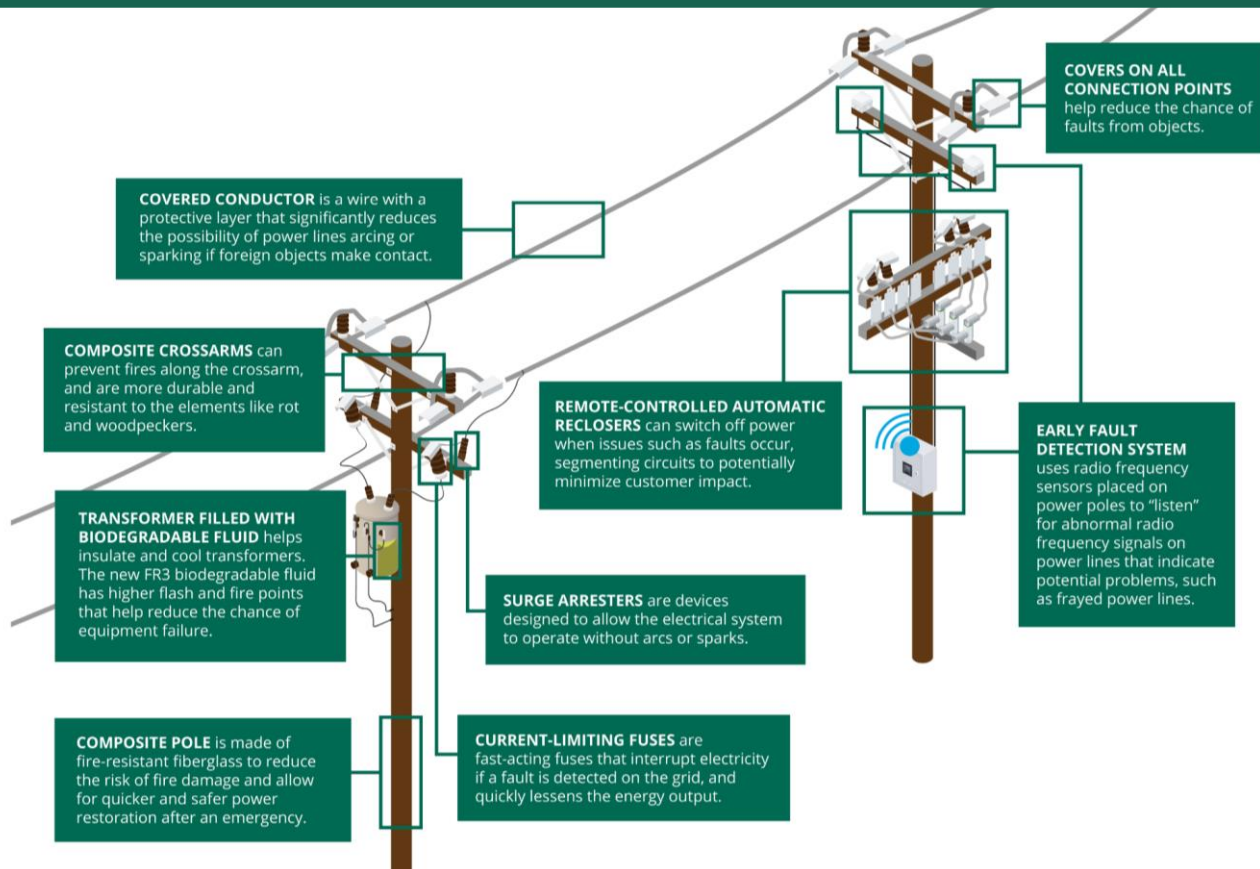 COVERS ON ALL
CONNECTION POINTS
help reduce the chance of
faults from objects.
COVERED CONDUCTOR is a wire with a
protective layer that significantly reduces
the possibility of power lines arcing or
sparking if foreign objects make contact.
COMPOSITE CROSSARMS can
prevent fires along the crossarm,
and are more durable and
resistant to the elements like rot
and woodpeckers.
REMOTE-CONTROLLED AUTOMATIC
RECLOSERS can switch off power
when issues such as faults occur,
segmenting circuits to potentially
minimize customer impact.
EARLY FAULT
DETECTION SYSTEM
uses radio frequency
sensors placed on
power poles to “listen”
for abnormal radio
frequency signals on
power lines that indicate
potential problems, such
as frayed power lines.
TRANSFORMER FILLED WITH
BIODEGRADABLE FLUID helps
insulate and cool transformers.
The new FR3 biodegradable fluid
has higher flash and fire points
that help reduce the chance of
equipment failure.
SURGE ARRESTERS are devices
designed to allow the electrical system
to operate without arcs or sparks.
COMPOSITE POLE is made of
fire-resistant fiberglass to reduce
the risk of fire damage and allow
for quicker and safer power
restoration after an emergency.
CURRENT-LIMITING FUSES are
fast-acting fuses that interrupt electricity
if a fault is detected on the grid, and
quickly lessens the energy output.